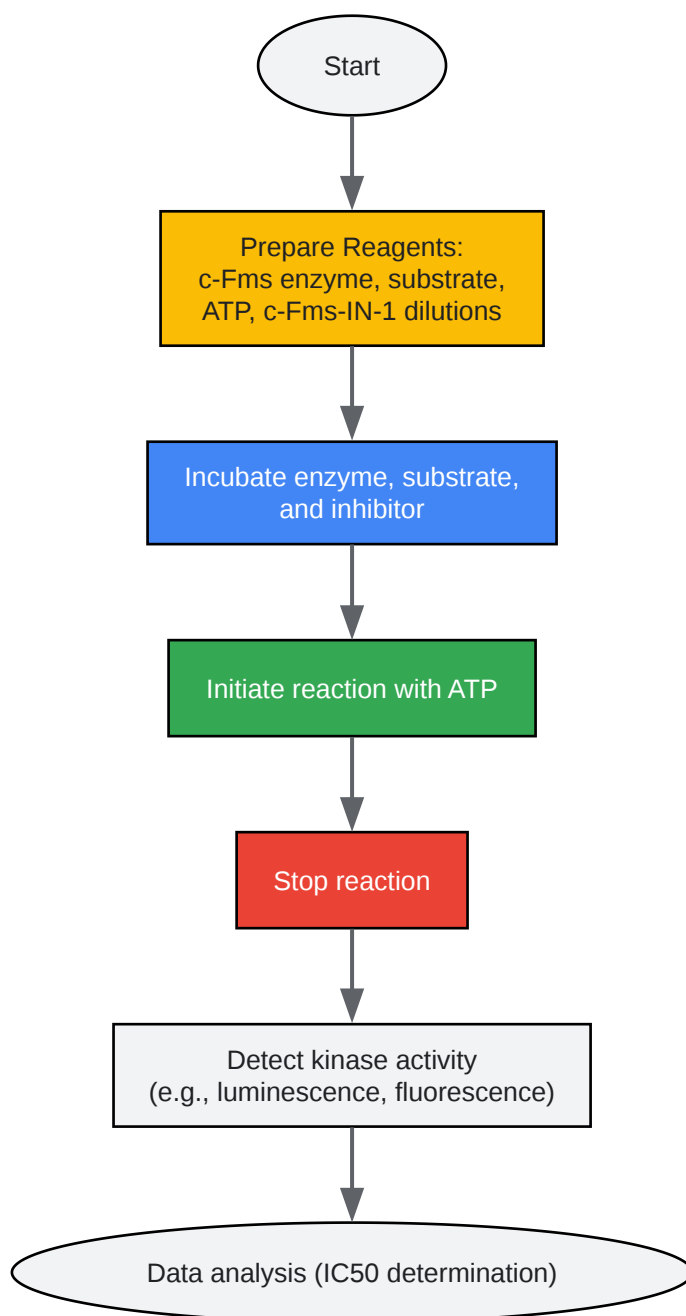 Start
Prepare Reagents:
c-Fms enzyme, substrate,
ATP, c-Fms-IN-1 dilutions
Incubate enzyme, substrate,
and inhibitor
Initiate reaction with ATP
Stop reaction
Detect kinase activity
(e.g., luminescence, fluorescence)
Data analysis (IC50 determination)